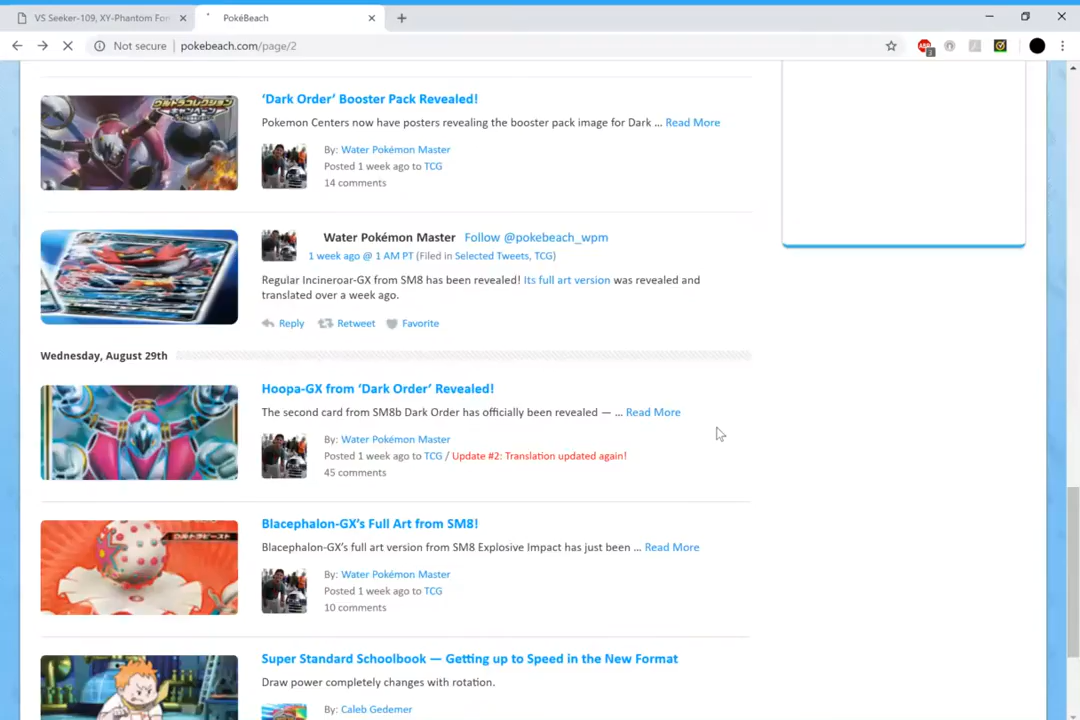 VS Seeker-109, XY-Phantom For
PokéBeach
Not secure | pokebeach.com/page/2
3
‘Dark Order’ Booster Pack Revealed!
Pokemon Centers now have posters revealing the booster pack image for Dark ... Read More
By: Water Pokémon Master
Posted 1 week ago to TCG
14 comments
Water Pokémon Master Follow @pokebeach_wpm
1 week ago @ 1 AM PT (Filed in Selected Tweets, TCG)
Regular Incineroar-GX from SM8 has been revealed! Its full art version was revealed and
translated over a week ago.
Reply Retweet Favorite
Wednesday, August 29th
Hoopa-GX from ‘Dark Order’ Revealed!
The second card from SM8b Dark Order has officially been revealed — ... Read More
By: Water Pokémon Master
Posted 1 week ago to TCG / Update #2: Translation updated again!
45 comments
Blacephalon-GX’s Full Art from SM8!
Blacephalon-GX’s full art version from SM8 Explosive Impact has just been ... Read More
By: Water Pokémon Master
Posted 1 week ago to TCG
10 comments
Super Standard Schoolbook — Getting up to Speed in the New Format
Draw power completely changes with rotation.
By: Caleb Gedemer